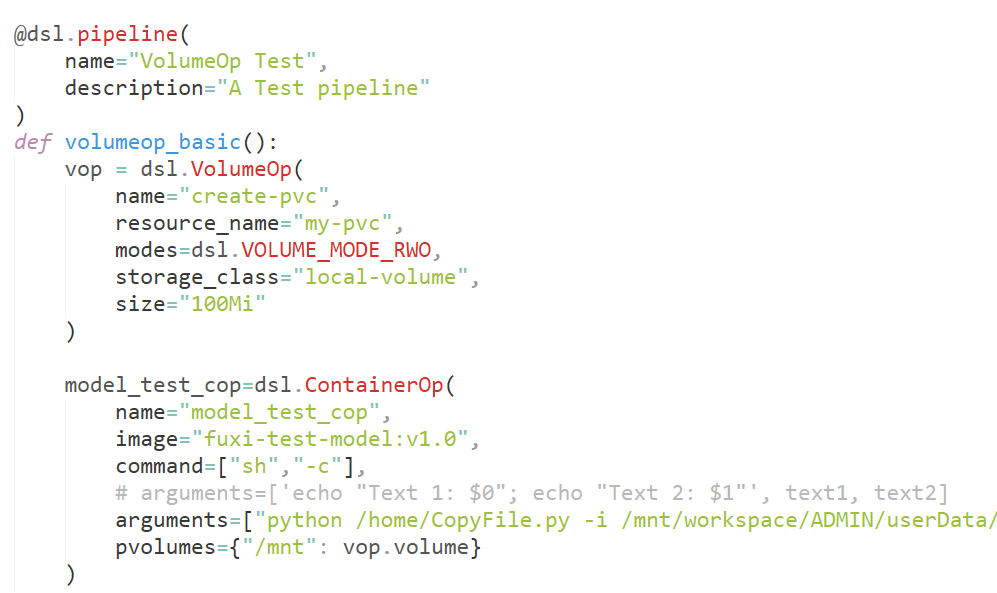 @dsl.pipeline(
    name="VolumeOp Test",
    description="A Test pipeline"
)
def volumeop_basic():
    vop = dsl.VolumeOp(
        name="create-pvc",
        resource_name="my-pvc",
        modes=dsl.VOLUME_MODE_RWO,
        storage_class="local-volume",
        size="100Mi"
    )
    model_test_cop=dsl.ContainerOp(
        name="model_test_cop",
        image="fuxi-test-model:v1.0",
        command=["sh","-c"],
        # arguments=['echo "Text 1: $0"; echo "Text 2: $1"', text1, text2]
        arguments=["python /home/CopyFile.py -i /mnt/workspace/ADMIN/userData/
        pvolumes={"/mnt": vop.volume}
    )